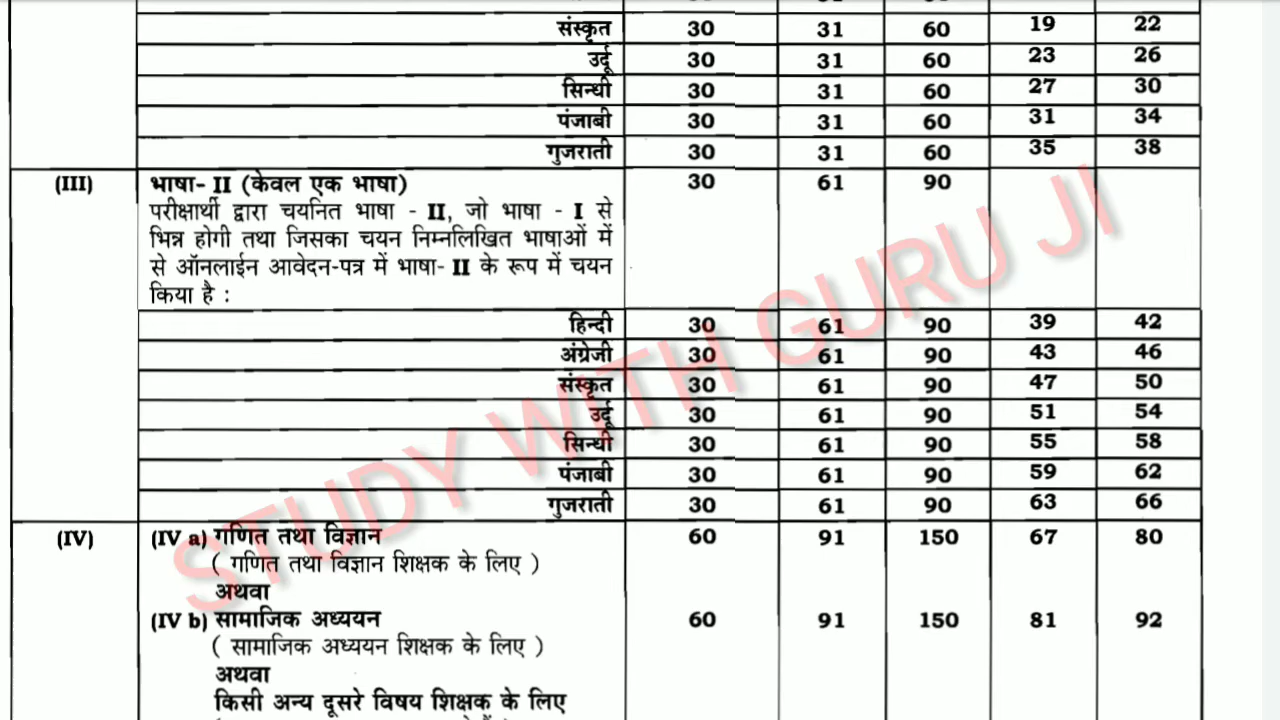 संस्कृत 30 31 60 19 22
उर्दू 30 31 60 23 26
सिन्धी 30 31 60 27 30
पंजाबी 30 31 60 31 34
गुजराती 30 31 60 35 38
(III) भाषा- II (केवल एक भाषा) 30 61 90
परीक्षार्थी द्वारा चयनित भाषा - II, जो भाषा - I से
भिन्न होगी तथा जिसका चयन निम्नलिखित भाषाओं में
से ऑनलाईन आवेदन-पत्र में भाषा- II के रूप में चयन
किया है :
हिन्दी 30 61 90 39 42
अंग्रेजी 30 61 90 43 46
संस्कृत 30 61 90 47 50
उर्दू 30 61 90 51 54
सिन्धी 30 61 90 55 58
पंजाबी 30 61 90 59 62
गुजराती 30 61 90 63 66
(IV) (IV a) गणित तथा विज्ञान 60 91 150 67 80
( गणित तथा विज्ञान शिक्षक के लिए )
अथवा
(IV b) सामाजिक अध्ययन 60 91 150 81 92
( सामाजिक अध्ययन शिक्षक के लिए )
अथवा
किसी अन्य दूसरे विषय शिक्षक के लिए
STUDY WITH GURU JI